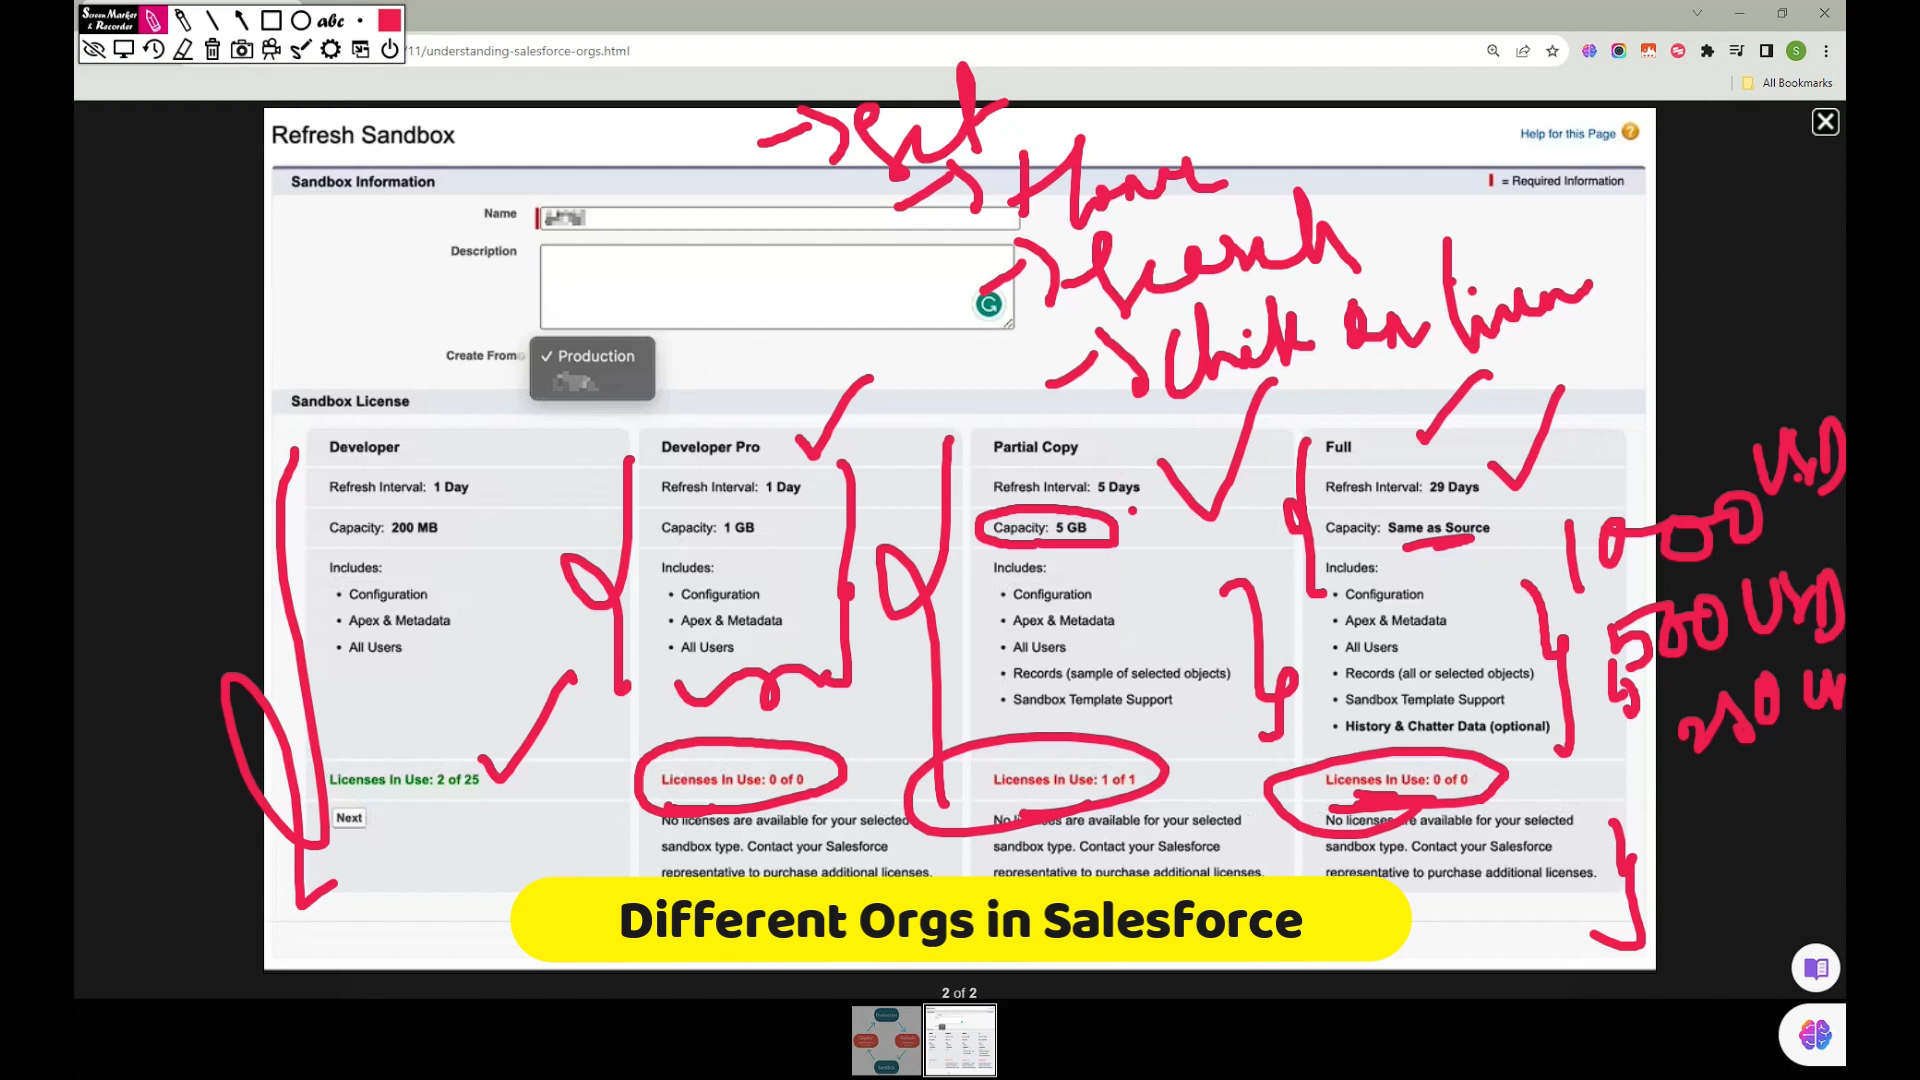 Screen Marker
& Recorder
abc
11/understanding-salesforce-orgs.html
S
All Bookmarks
Refresh Sandbox
Help for this Page
Sandbox Information
= Required Information
Name
Description
Create From
✓ Production
Search
on
Sandbox License
Developer
Refresh Interval: 1 Day
Capacity: 200 MB
Includes:
• Configuration
• Apex & Metadata
• All Users
Licenses In Use: 2 of 25
Next
Developer Pro
Refresh Interval: 1 Day
Capacity: 1 GB
Includes:
• Configuration
• Apex & Metadata
• All Users
Licenses In Use: 0 of 0
No licenses are available for your selected
sandbox type. Contact your Salesforce
representative to purchase additional licenses.
Partial Copy
Refresh Interval: 5 Days
Capacity: 5 GB
Includes:
• Configuration
• Apex & Metadata
• All Users
• Records (sample of selected objects)
• Sandbox Template Support
Licenses In Use: 1 of 1
No licenses are available for your selected
sandbox type. Contact your Salesforce
representative to purchase additional licenses.
Full
Refresh Interval: 29 Days
Capacity: Same as Source
Includes:
• Configuration
• Apex & Metadata
• All Users
• Records (all or selected objects)
• Sandbox Template Support
• History & Chatter Data (optional)
Licenses In Use: 0 of 0
No licenses are available for your selected
sandbox type. Contact your Salesforce
representative to purchase additional licenses.
1000 USD
500 USD
Different Orgs in Salesforce
2 of 2